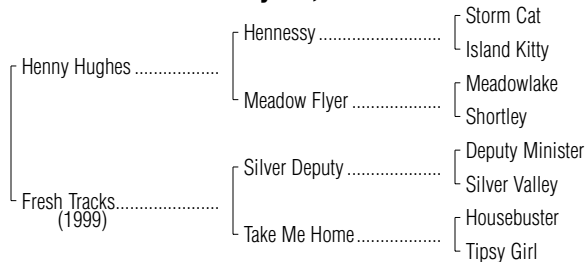 Storm Cat
Hennessy ....................
Island Kitty
Henny Hughes ..................
Meadowlake
Meadow Flyer .....................
Shortley
Deputy Minister
Silver Deputy ......................
Silver Valley
Fresh Tracks......................
(1999)
Housebuster
Take Me Home....................
Tipsy Girl